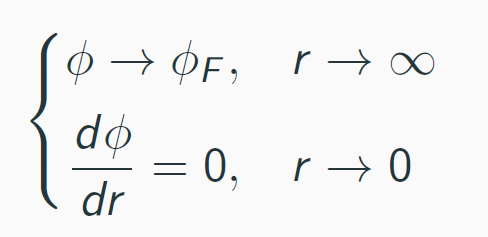 ϕ → ϕ_F, r → ∞
dϕ/dr = 0, r → 0